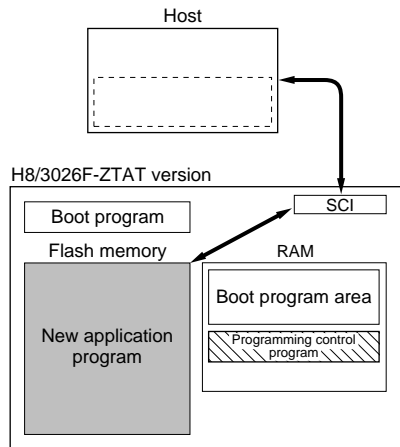 Host
H8/3026F-ZTAT version
SCI
Boot program
Flash memory
RAM
New application
program
Boot program area
Programming control
program